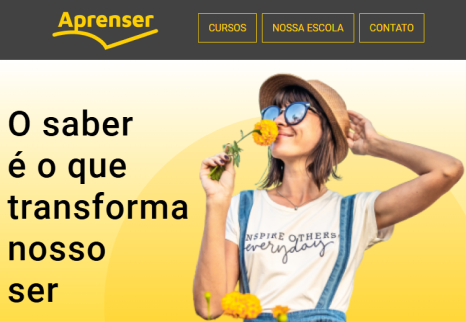 Aprenser
CURSOS
NOSSA ESCOLA
CONTATO
O saber
é o que
transforma
nosso
ser
INSPIRE OTHERS
everyday